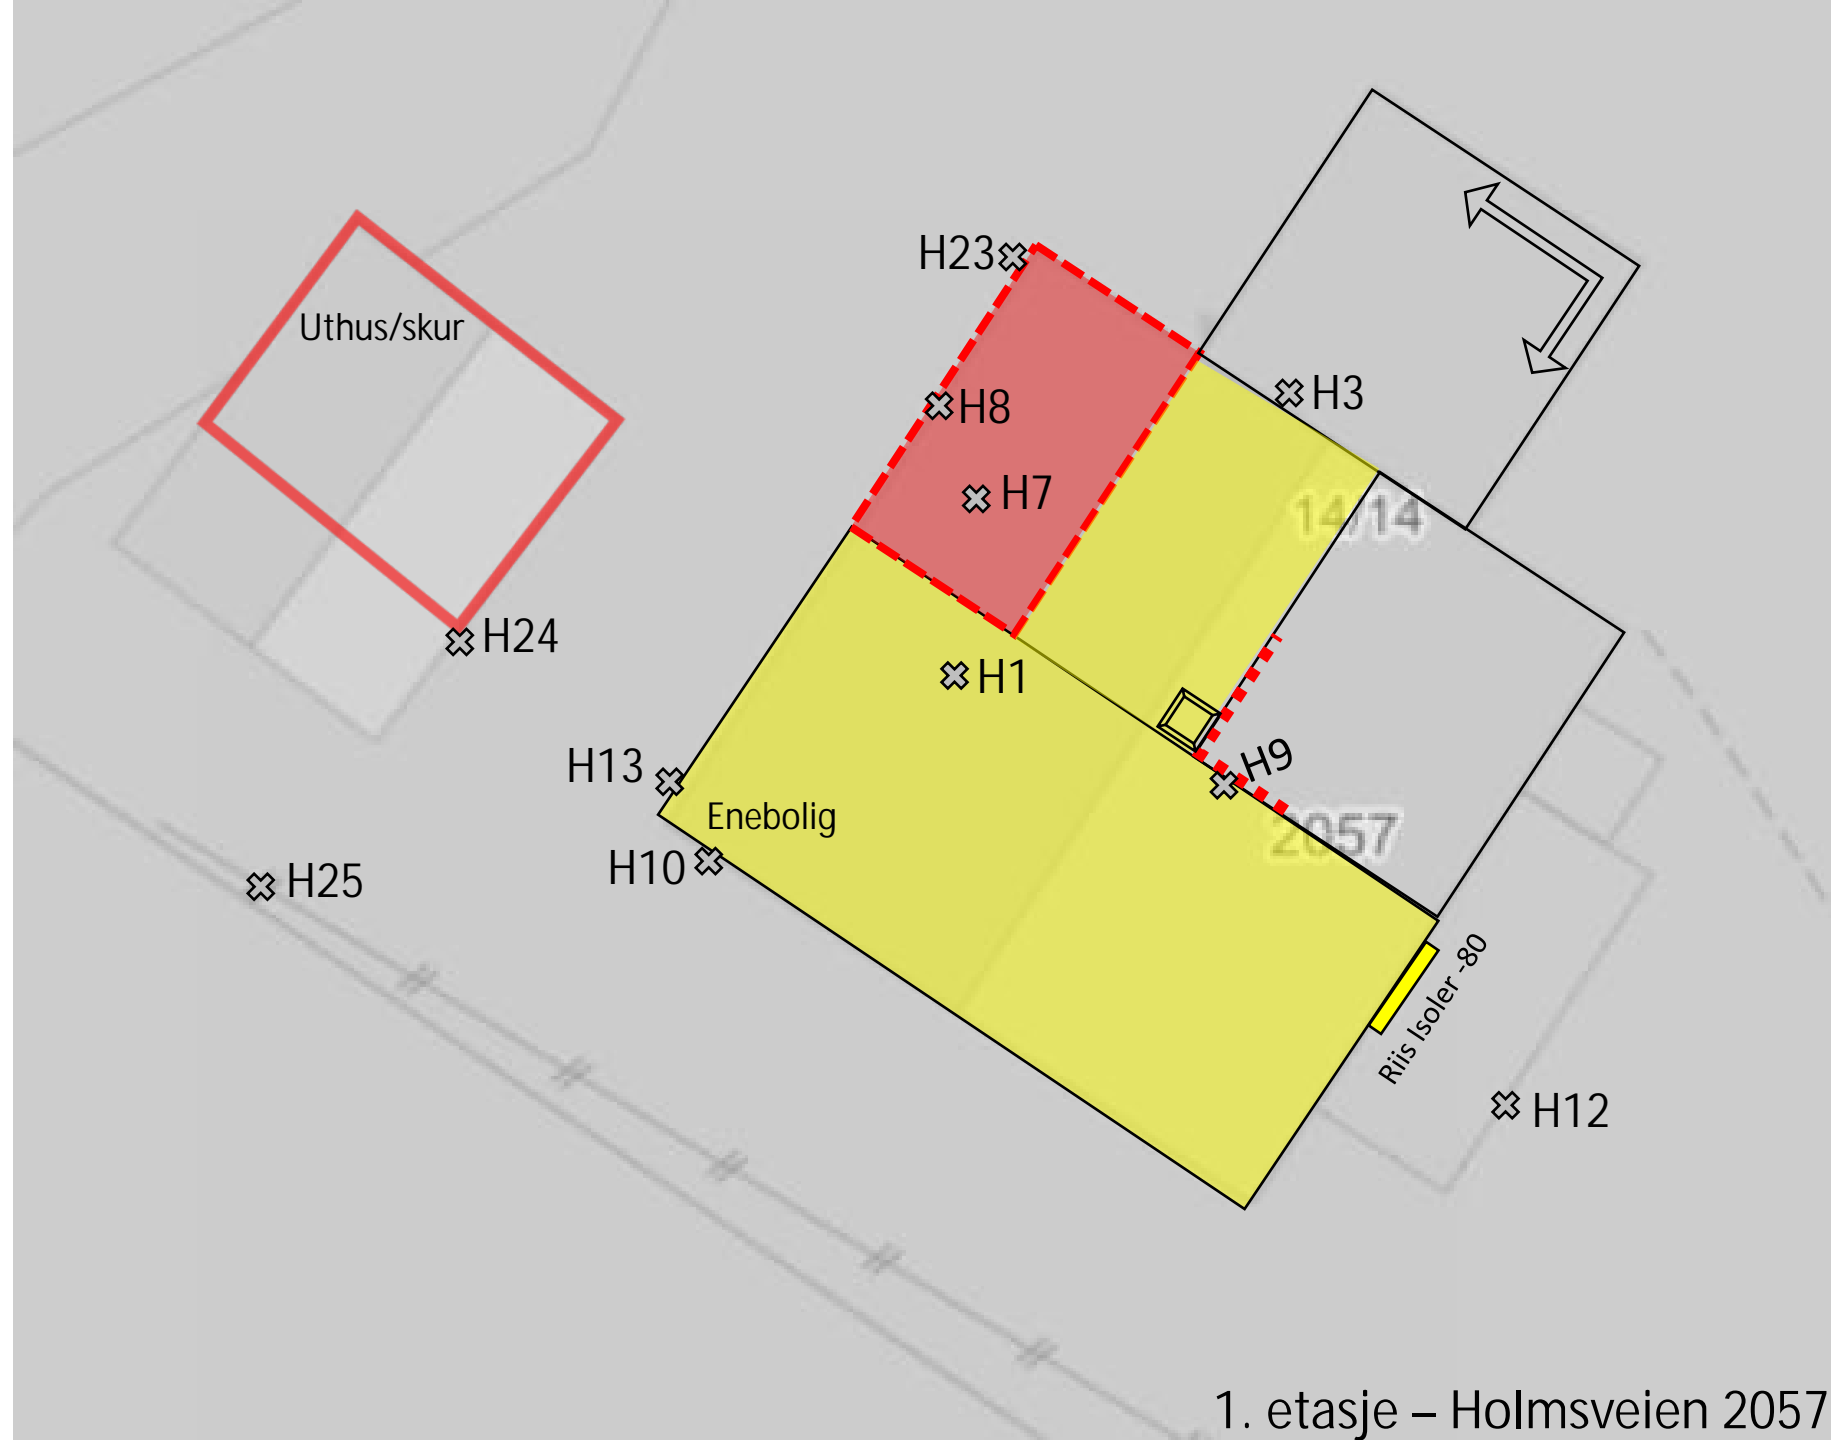 H23
Uthus/skur
H3
H8
H7
14/14
H24
H1
H13
H9
Enebolig
2057
H10
H25
Riis Isoler -80
H12
1. etasje – Holmsveien 2057